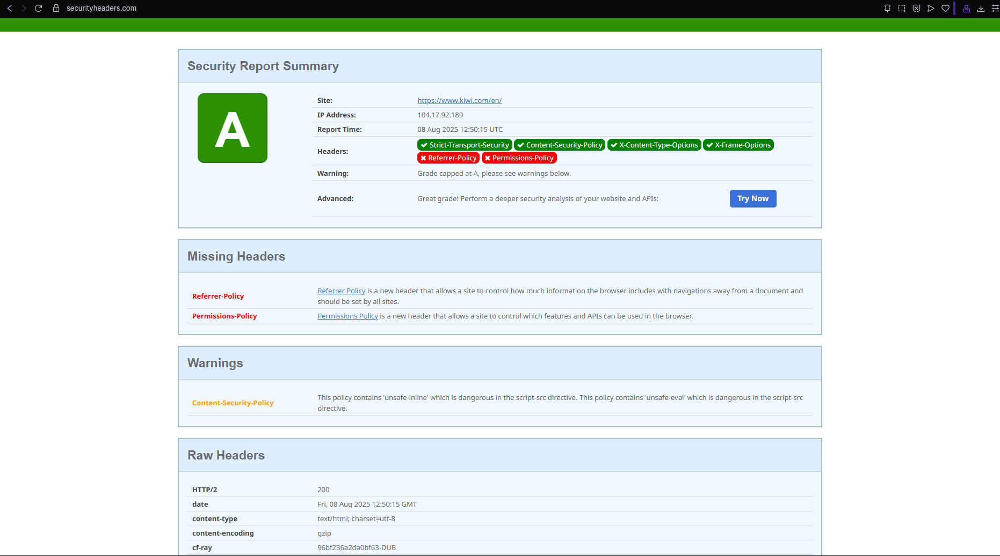 securityheaders.com
Security Report Summary
A
Site: https://www.kiwi.com/en/
IP Address: 104.17.92.189
Report Time: 08 Aug 2025 12:50:15 UTC
Headers: Strict-Transport-Security Content-Security-Policy X-Content-Type-Options X-Frame-Options
Referrer-Policy Permissions-Policy
Warning: Grade capped at A, please see warnings below.
Advanced: Great grade! Perform a deeper security analysis of your website and APIs: Try Now
Missing Headers
Referrer-Policy Referrer Policy is a new header that allows a site to control how much information the browser includes with navigations away from a document and
should be set by all sites.
Permissions-Policy Permissions Policy is a new header that allows a site to control which features and APIs can be used in the browser.
Warnings
Content-Security-Policy This policy contains 'unsafe-inline' which is dangerous in the script-src directive. This policy contains 'unsafe-eval' which is dangerous in the script-src
directive.
Raw Headers
HTTP/2 200
date Fri, 08 Aug 2025 12:50:15 GMT
content-type text/html; charset=utf-8
content-encoding gzip
cf-ray 96bf236a2da0bf63-DUB